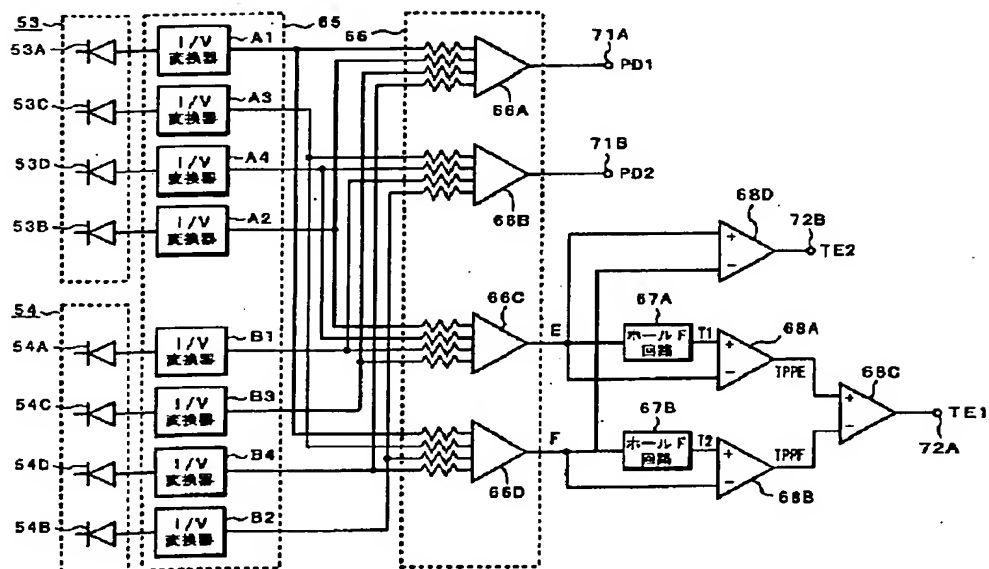 53
65
53A
I/V
変換器
A1
66
71A
PD1
66A
53C
I/V
変換器
A3
53D
I/V
変換器
A4
71B
PD2
68B
53B
I/V
変換器
A2
68D
72B
TE2
54
66C
67A
54A
I/V
変換器
B1
E
ホールド
回路
T1
68A
TPPE
68C
54C
I/V
変換器
B3
67B
TE1
72A
54D
I/V
変換器
B4
F
ホールド
回路
T2
TPPF
66D
68B
54B
I/V
変換器
B2